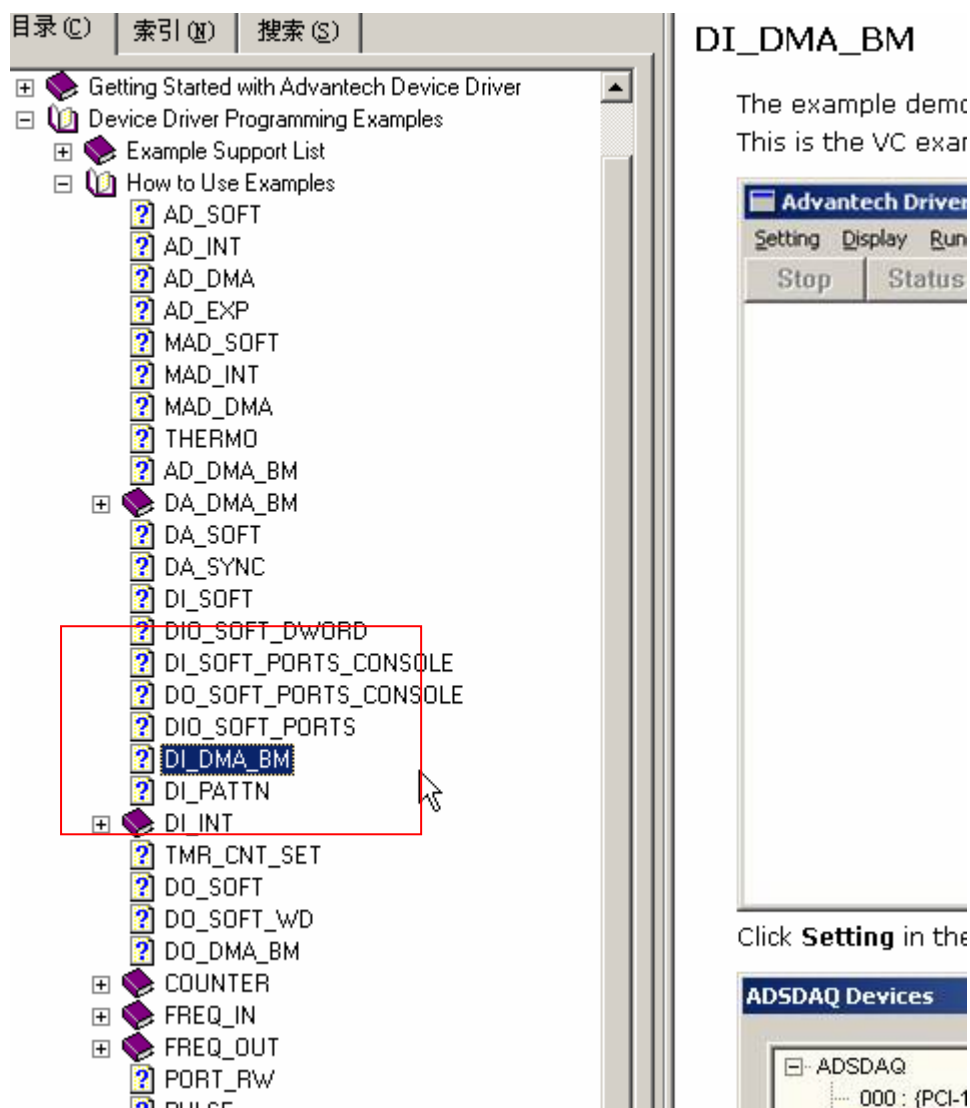 目录(C) 索引(N) 搜索(S)
Getting Started with Advantech Device Driver
Device Driver Programming Examples
Example Support List
How to Use Examples
AD_SOFT
AD_INT
AD_DMA
AD_EXP
MAD_SOFT
MAD_INT
MAD_DMA
THERMO
AD_DMA_BM
DA_DMA_BM
DA_SOFT
DA_SYNC
DI_SOFT
DIO_SOFT_DWORD
DI_SOFT_PORTS_CONSOLE
DO_SOFT_PORTS_CONSOLE
DIO_SOFT_PORTS
DI_DMA_BM
DI_PATTN
DI_INT
TMR_CNT_SET
DO_SOFT
DO_SOFT_WD
DO_DMA_BM
COUNTER
FREQ_IN
FREQ_OUT
PORT_RW
DI_DMA_BM
The example
This is the VC
Advantech Driver
Setting Display Run
Stop Status
Click Setting in the
ADSDAQ Devices
ADSDAQ
000 : {PCI-1